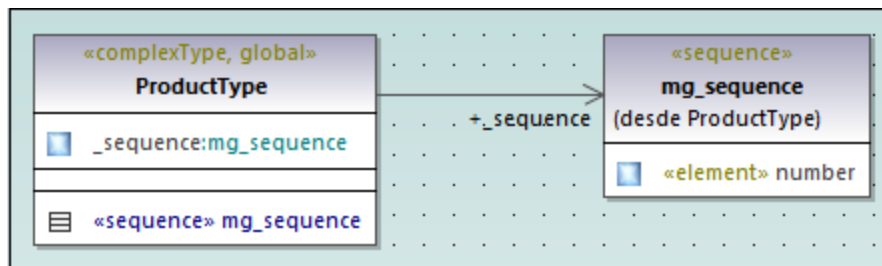 «complexType, global»
ProductType
_sequence:mg_sequence
«sequence» mg_sequence
+_sequence
«sequence»
mg_sequence
(desde ProductType)
«element» number